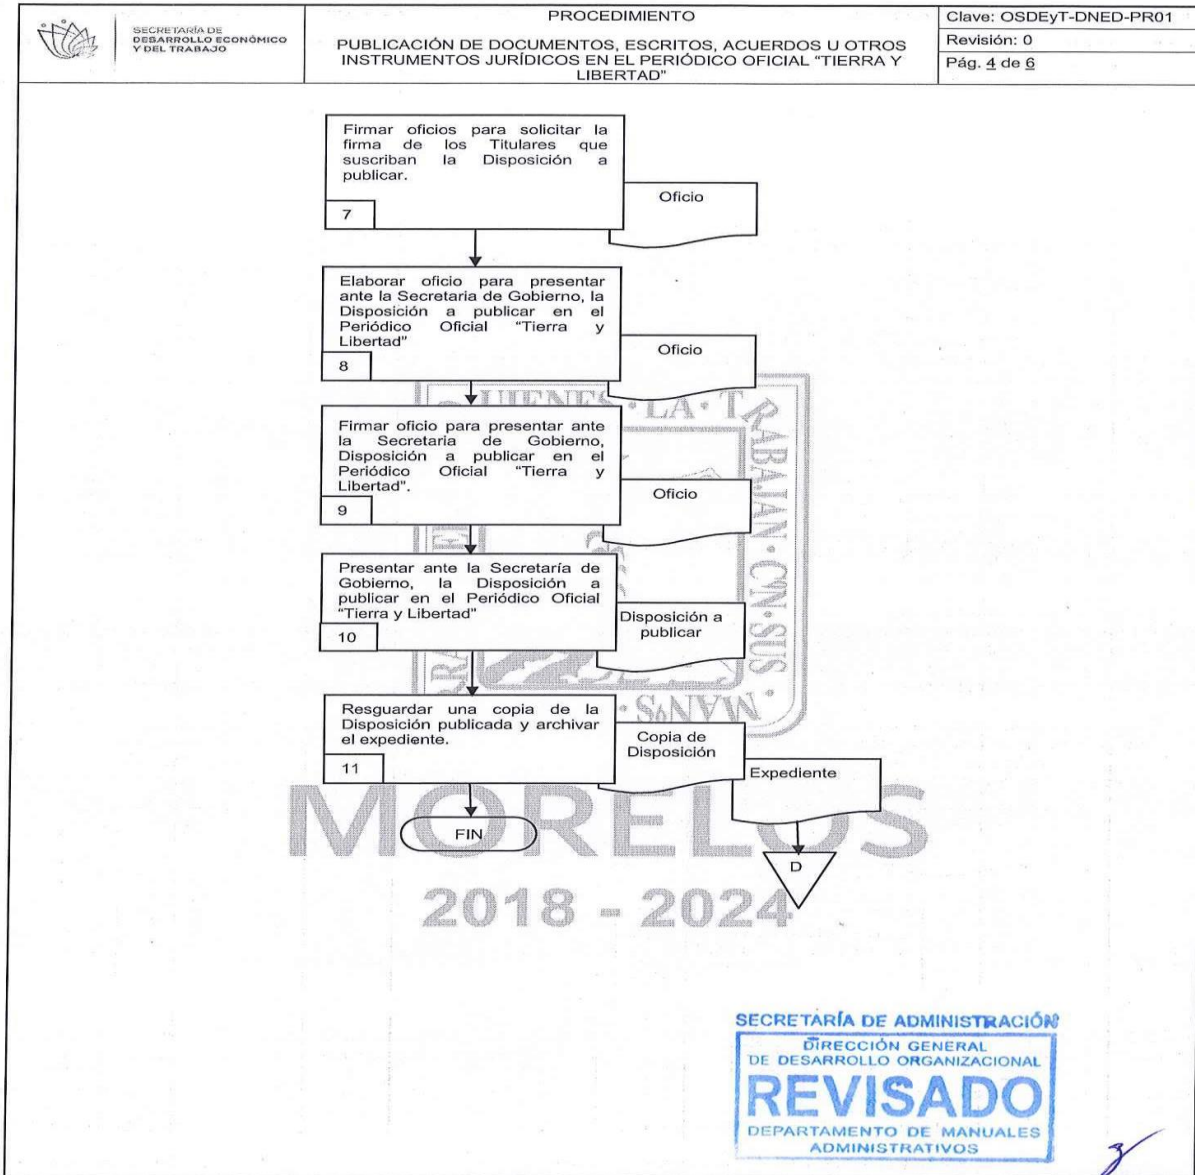 SECRETARÍA DE
DESARROLLO ECONÓMICO
Y DEL TRABAJO
PROCEDIMIENTO
PUBLICACIÓN DE DOCUMENTOS, ESCRITOS, ACUERDOS U OTROS
INSTRUMENTOS JURÍDICOS EN EL PERIÓDICO OFICIAL "TIERRA Y
LIBERTAD"
Clave: OSDEyT-DNED-PR01
Revisión: 0
Pág. 4 de 6
Firmar oficios para solicitar la
firma de los Titulares que
suscriban la Disposición a
publicar.
7
Oficio
Elaborar oficio para presentar
ante la Secretaria de Gobierno, la
Disposición a publicar en el
Periódico Oficial "Tierra y
Libertad"
8
Oficio
Firmar oficio para presentar ante
la Secretaria de Gobierno,
Disposición a publicar en el
Periódico Oficial "Tierra y
Libertad".
9
Oficio
Presentar ante la Secretaría de
Gobierno, la Disposición a
publicar en el Periódico Oficial
"Tierra y Libertad"
10
Disposición a
publicar
Resguardar una copia de la
Disposición publicada y archivar
el expediente.
11
Copia de
Disposición
Expediente
FIN
D
LA · TRABAJAN · CON · SUS · MANOS ·
MORELOS
2018 - 2024
SECRETARÍA DE ADMINISTRACIÓN
DIRECCIÓN GENERAL
DE DESARROLLO ORGANIZACIONAL
REVISADO
DEPARTAMENTO DE MANUALES
ADMINISTRATIVOS